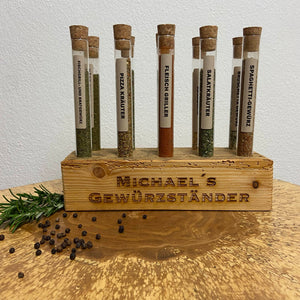 PIZZA KRÄUTER
FLEISCH GRILLER
SALATKRÄUTER
SPAGHETTI-GEWÜRZ
MICHAEL´S
GEWÜRZSTÄNDER